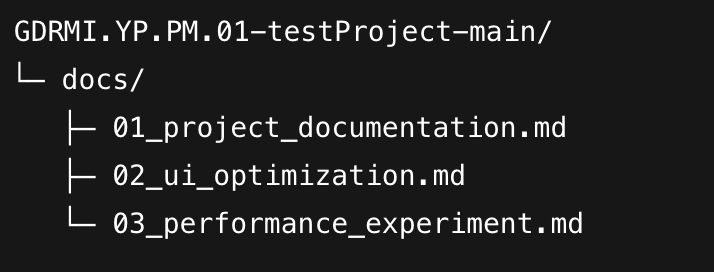 GDRMI.YP.PM.01-testProject-main/
└─ docs/
   ├─ 01_project_documentation.md
   ├─ 02_ui_optimization.md
   └─ 03_performance_experiment.md